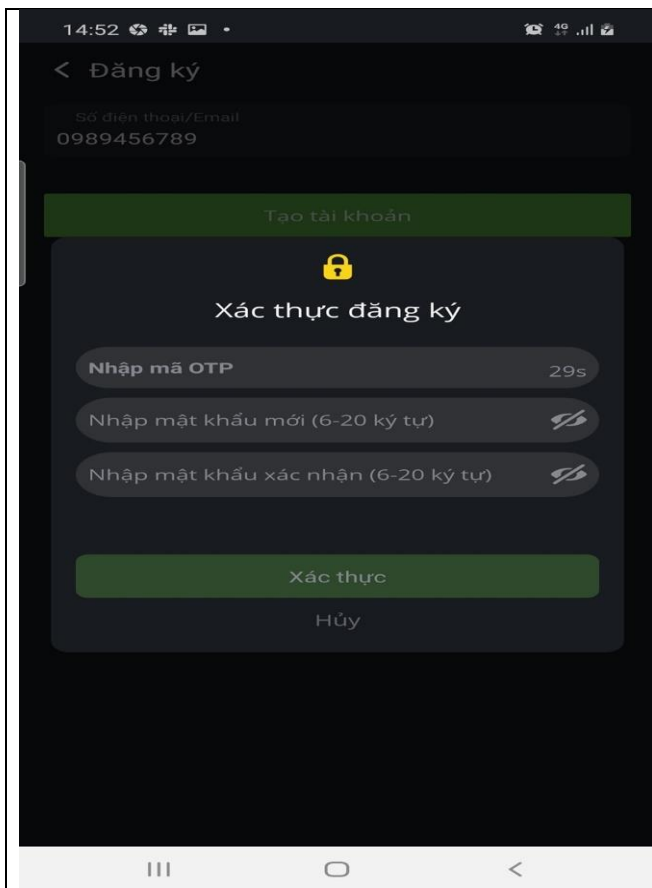 14:52
4G
Đăng ký
Số điện thoại/Email
0989456789
Tạo tài khoản
Xác thực đăng ký
Nhập mã OTP 29s
Nhập mật khẩu mới (6-20 ký tự)
Nhập mật khẩu xác nhận (6-20 ký tự)
Xác thực
Hủy